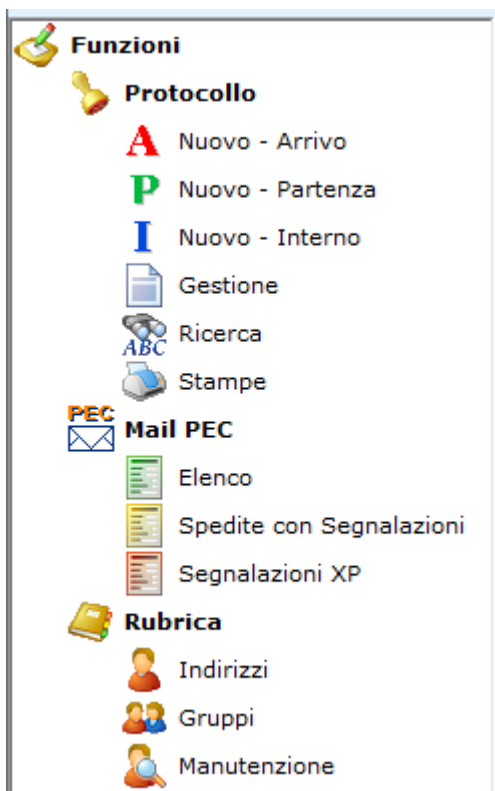 Funzioni
Protocollo
A Nuovo - Arrivo
P Nuovo - Partenza
I Nuovo - Interno
Gestione
ABC Ricerca
Stampe
PEC Mail PEC
Elenco
Spedite con Segnalazioni
Segnalazioni XP
Rubrica
Indirizzi
Gruppi
Manutenzione